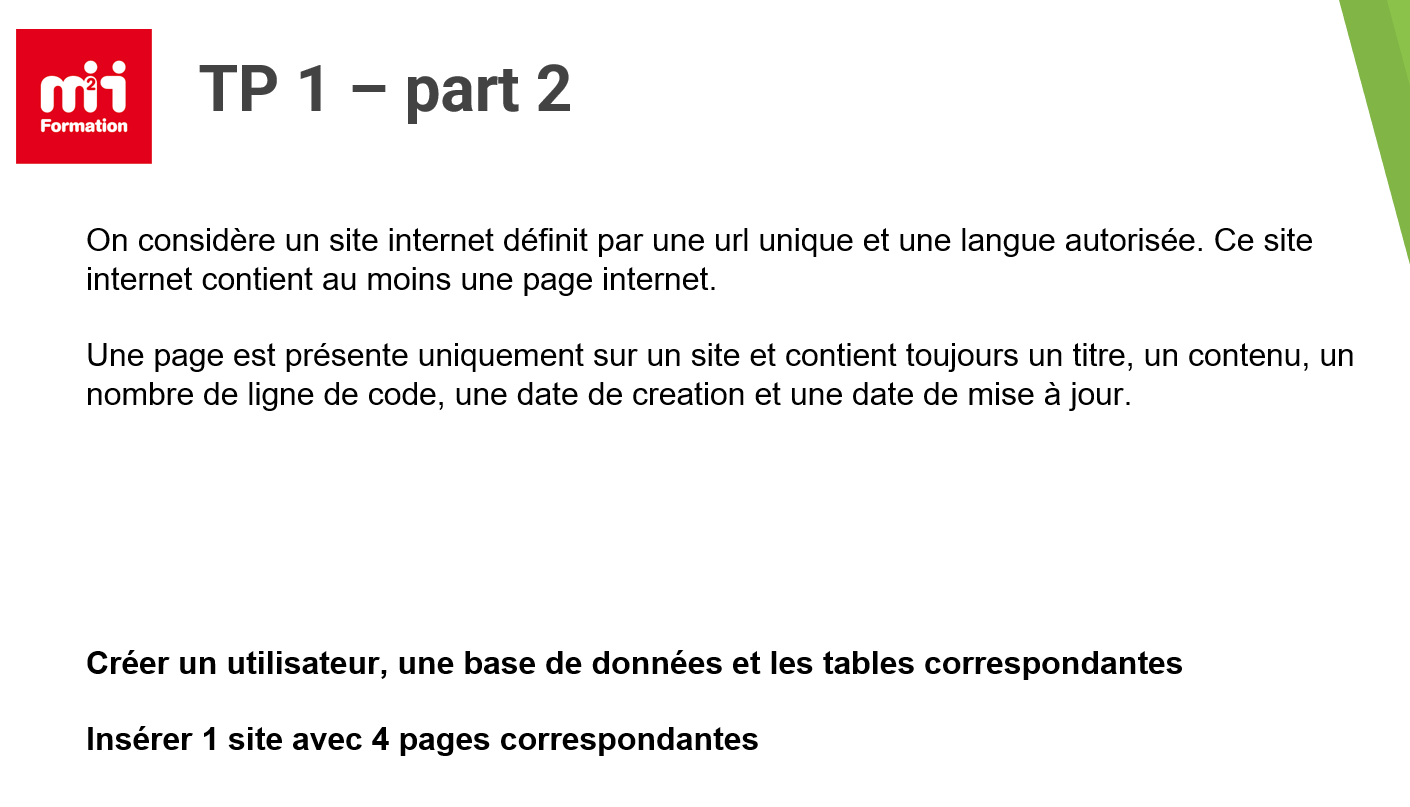 m2i
Formation
TP 1 – part 2
On considère un site internet définit par une url unique et une langue autorisée. Ce site
internet contient au moins une page internet.
Une page est présente uniquement sur un site et contient toujours un titre, un contenu, un
nombre de ligne de code, une date de creation et une date de mise à jour.
Créer un utilisateur, une base de données et les tables correspondantes
Insérer 1 site avec 4 pages correspondantes